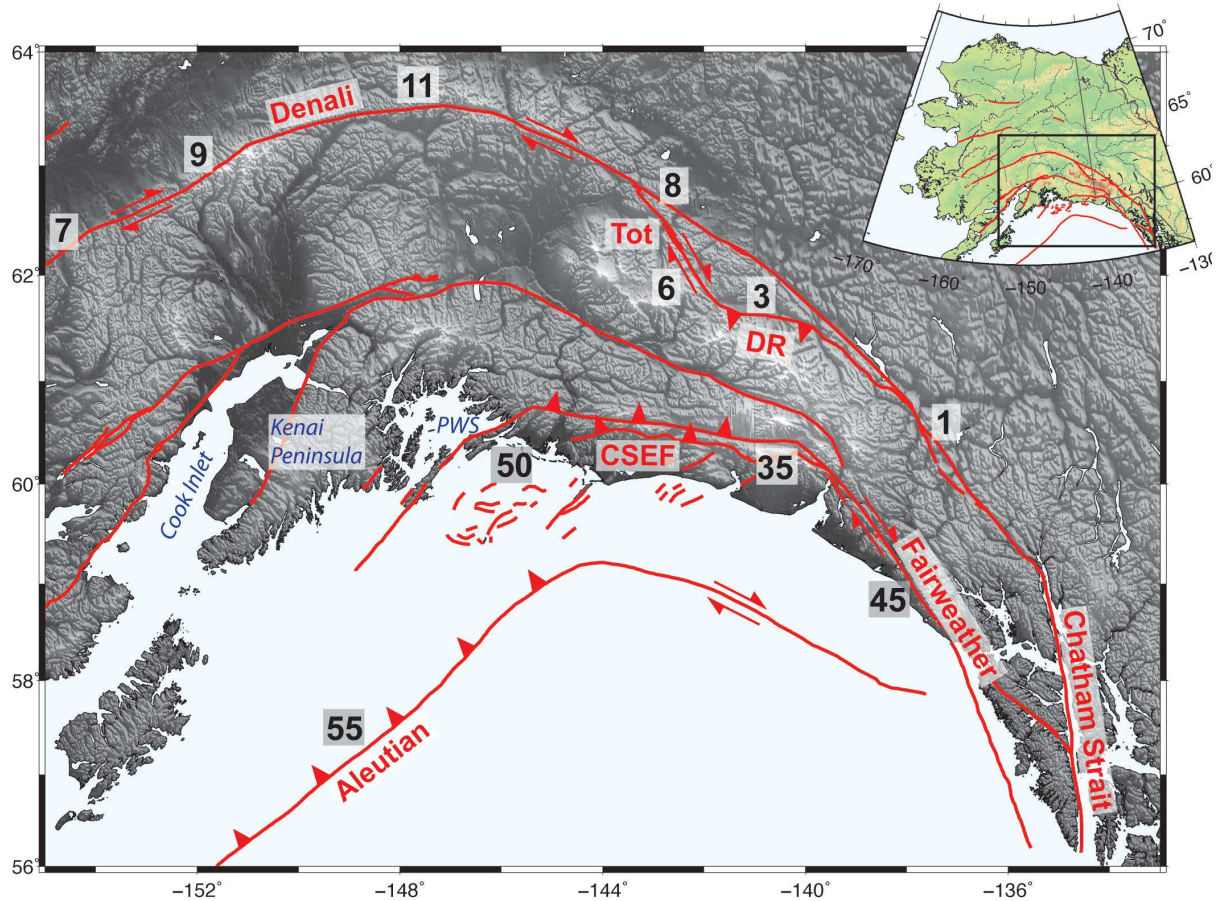 64°
62°
60°
58°
56°
−152
−148
−144
−140
−136
70°
65°
60°
−170
−160°
−150°
−140°
−130
11
Denali
9
7
8
Tot
6
3
DR
1
Kenai
Peninsula
PWS
Cook Inlet
50
CSEF
35
45
Fairweather
Chatham Strait
55
Aleutian